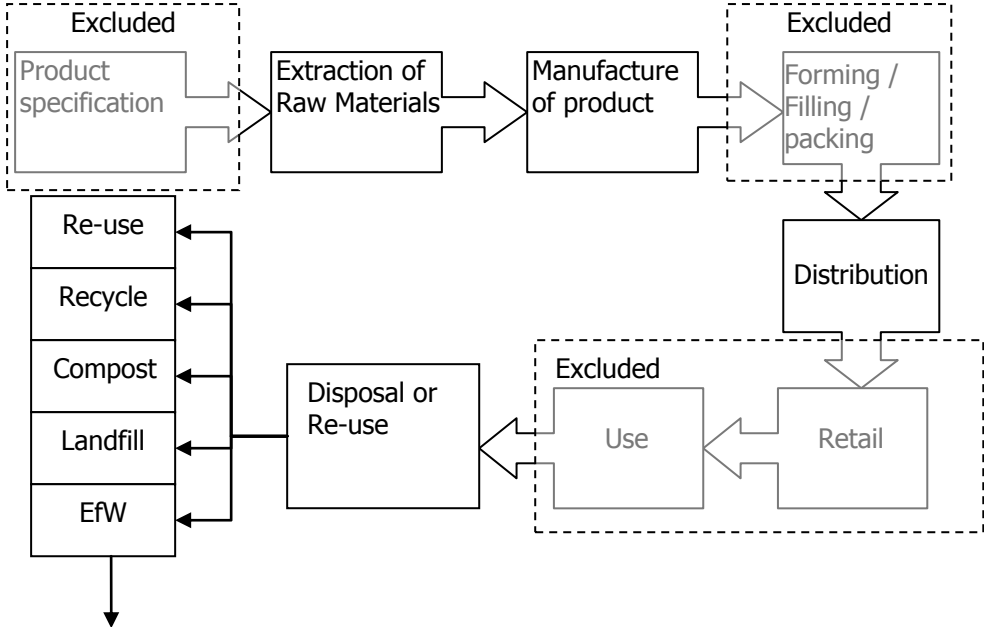 Excluded
Product
specification
Extraction of
Raw Materials
Manufacture
of product
Excluded
Forming /
Filling /
packing
Distribution
Excluded
Retail
Use
Disposal or
Re-use
Re-use
Recycle
Compost
Landfill
EfW